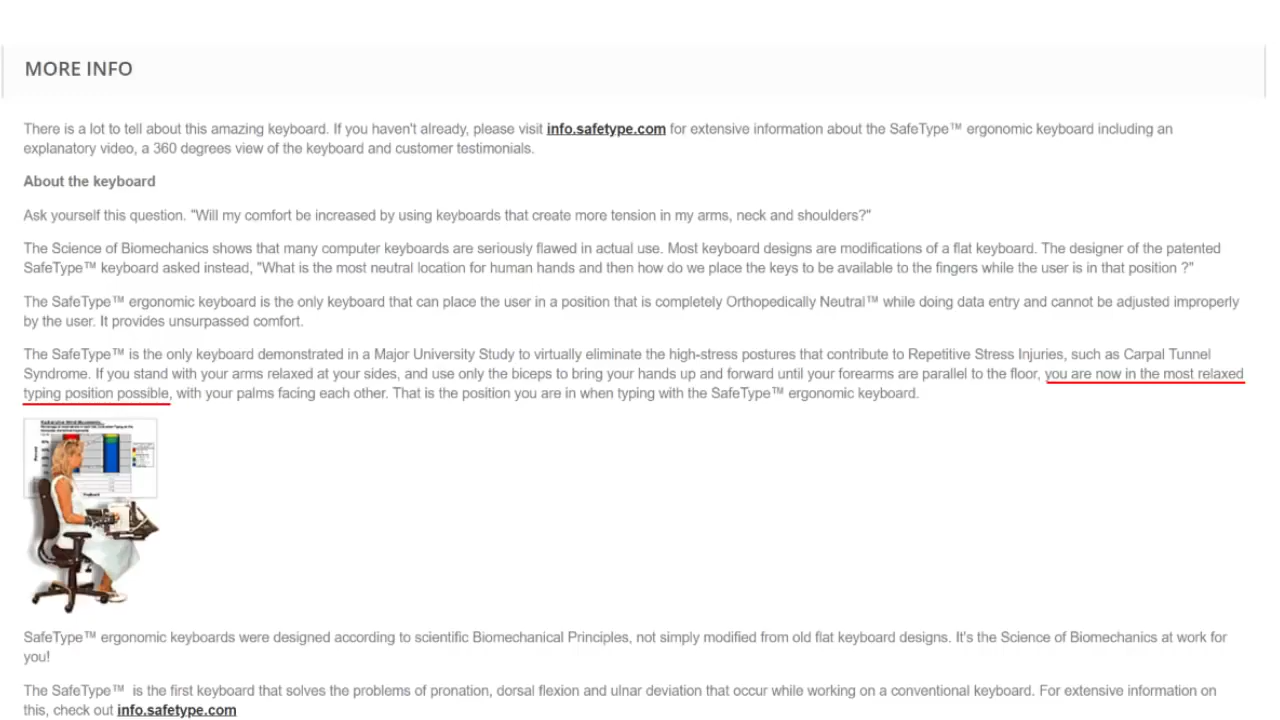 MORE INFO
There is a lot to tell about this amazing keyboard. If you haven't already, please visit info.safetype.com for extensive information about the SafeType™ ergonomic keyboard including an
explanatory video, a 360 degrees view of the keyboard and customer testimonials.
About the keyboard
Ask yourself this question. "Will my comfort be increased by using keyboards that create more tension in my arms, neck and shoulders?"
The Science of Biomechanics shows that many computer keyboards are seriously flawed in actual use. Most keyboard designs are modifications of a flat keyboard. The designer of the patented
SafeType™ keyboard asked instead, "What is the most neutral location for human hands and then how do we place the keys to be available to the fingers while the user is in that position ?"
The SafeType™ ergonomic keyboard is the only keyboard that can place the user in a position that is completely Orthopedically Neutral™ while doing data entry and cannot be adjusted improperly
by the user. It provides unsurpassed comfort.
The SafeType™ is the only keyboard demonstrated in a Major University Study to virtually eliminate the high-stress postures that contribute to Repetitive Stress Injuries, such as Carpal Tunnel
Syndrome. If you stand with your arms relaxed at your sides, and use only the biceps to bring your hands up and forward until your forearms are parallel to the floor, you are now in the most relaxed
typing position possible, with your palms facing each other. That is the position you are in when typing with the SafeType™ ergonomic keyboard.
SafeType™ ergonomic keyboards were designed according to scientific Biomechanical Principles, not simply modified from old flat keyboard designs. It's the Science of Biomechanics at work for
you!
The SafeType™ is the first keyboard that solves the problems of pronation, dorsal flexion and ulnar deviation that occur while working on a conventional keyboard. For extensive information on
this, check out info.safetype.com